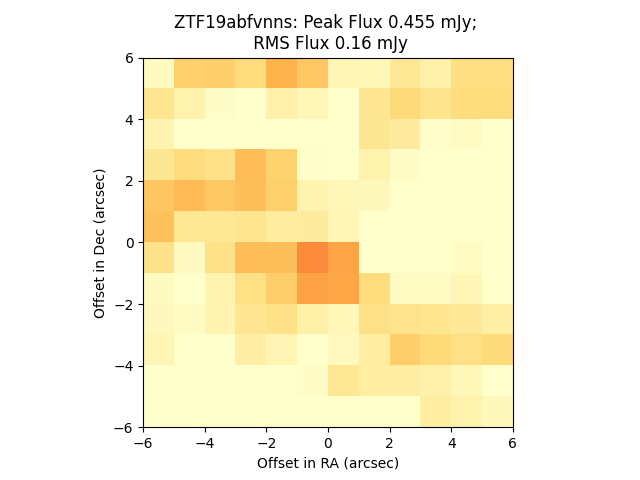 ZTF19abfvnns: Peak Flux 0.455 mJy;
RMS Flux 0.16 mJy
6
4
2
0
−2
−4
−6
Offset in Dec (arcsec)
−6 −4 −2 0 2 4 6
Offset in RA (arcsec)